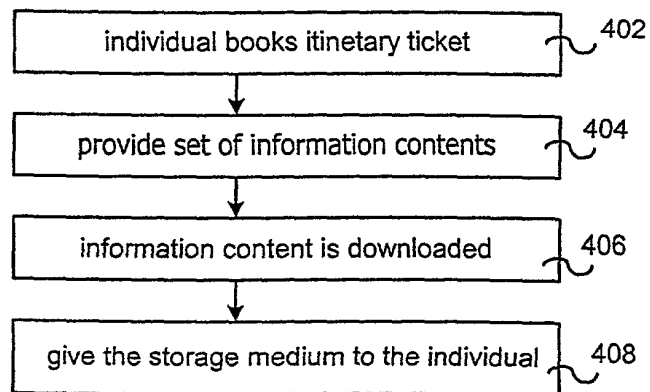 individual books itinetary ticket 402
provide set of information contents 404
information content is downloaded 406
give the storage medium to the individual 408